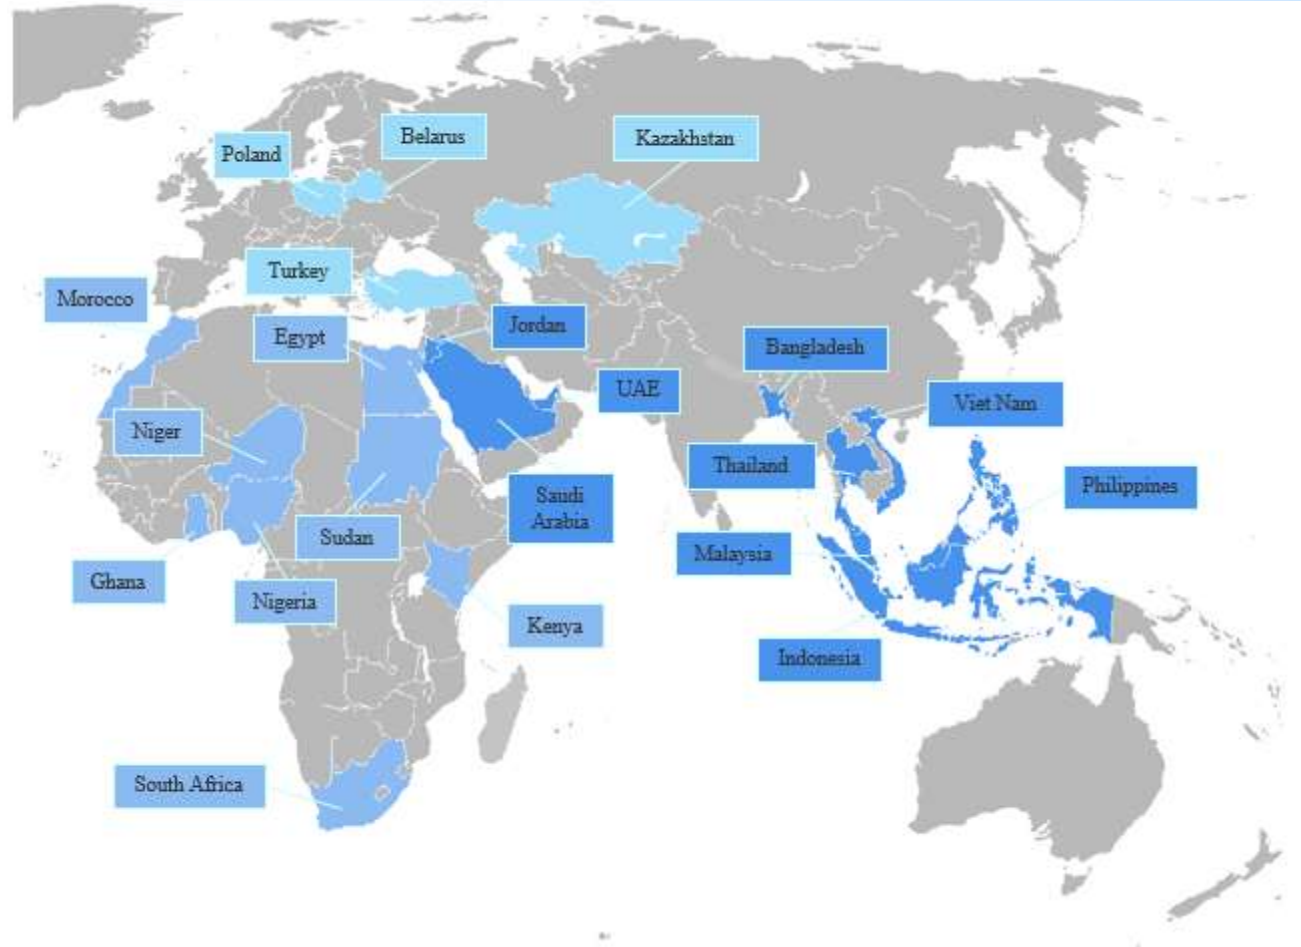 Belarus
Kazakhstan
Poland
Turkey
Morocco
Jordan
Egypt
Bangladesh
UAE
Viet Nam
Niger
Thailand
Philippines
Saudi
Arabia
Sudan
Malaysia
Ghana
Nigeria
Kenya
Indonesia
South Africa